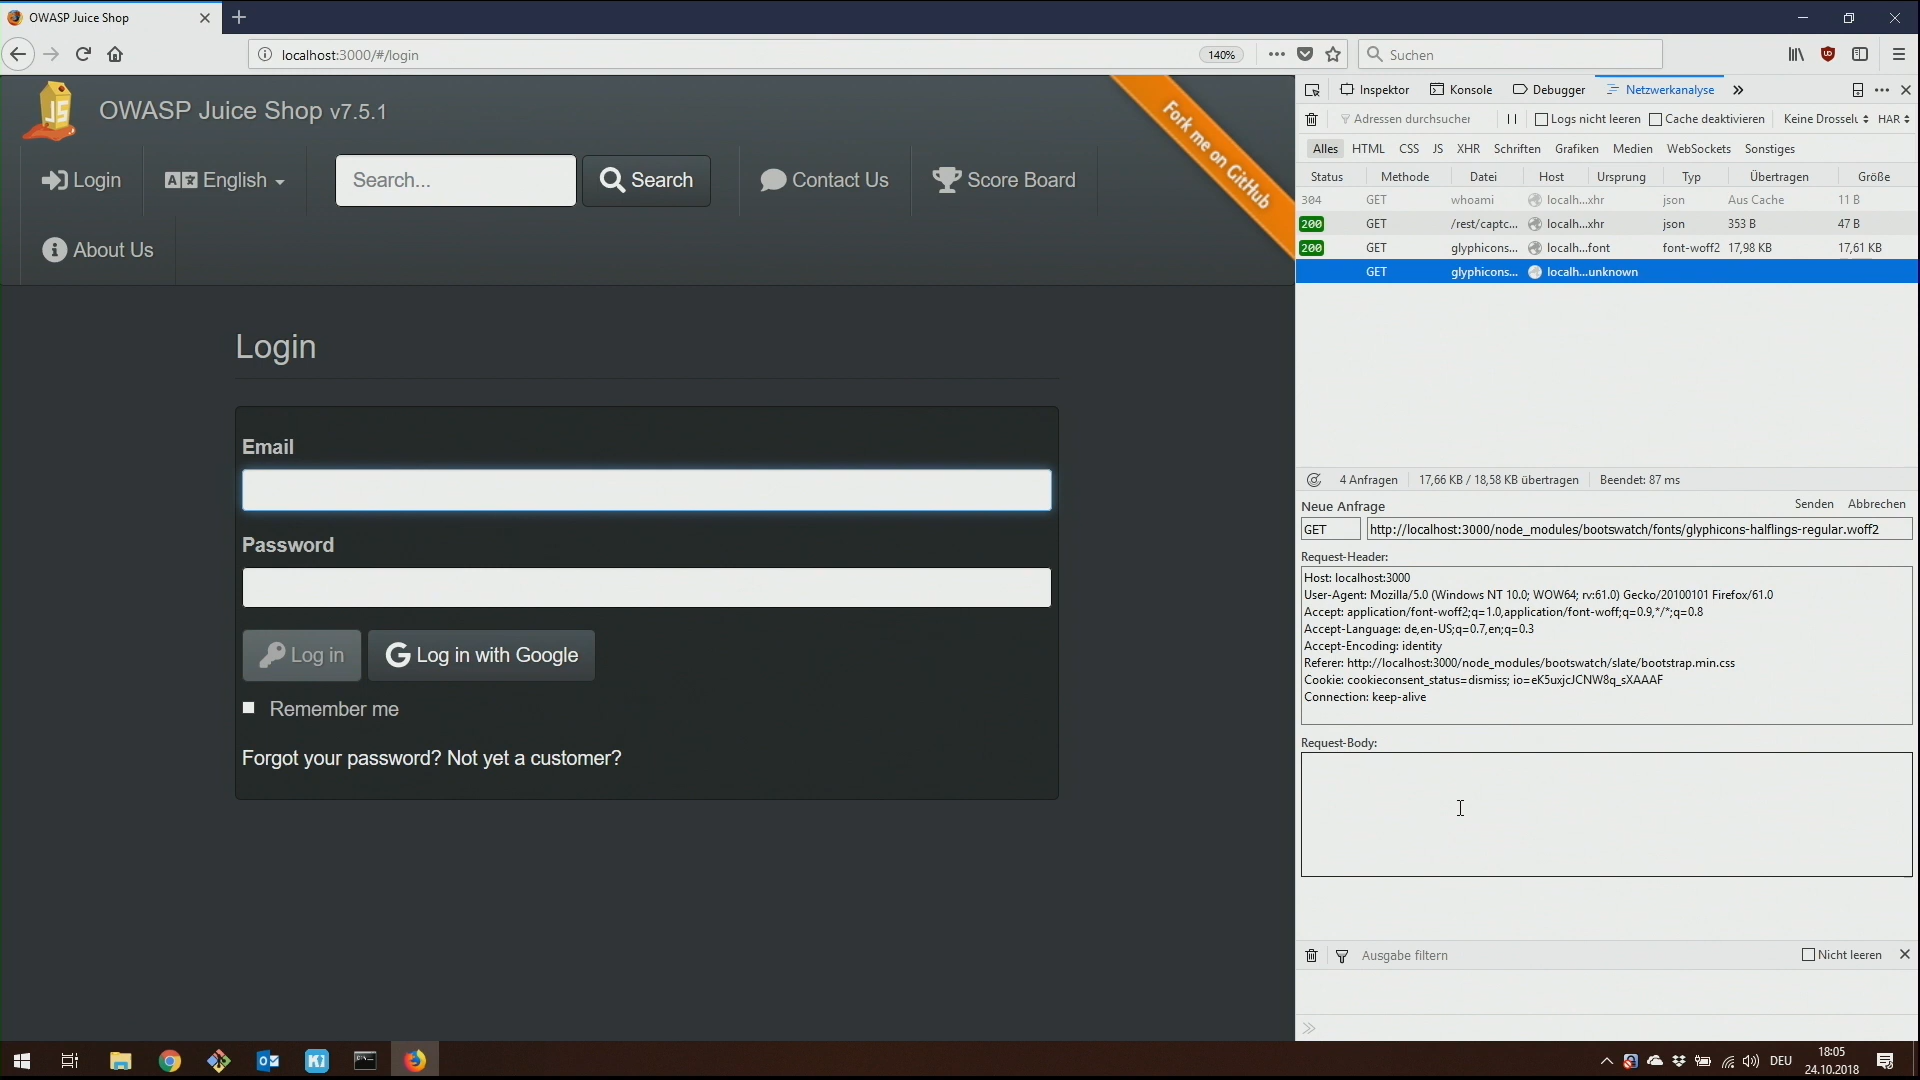 OWASP Juice Shop
localhost:3000/#/login
140%
Suchen
OWASP Juice Shop v7.5.1
Fork me on GitHub
Login
English
Search...
Search
Contact Us
Score Board
About Us
Login
Email
Password
Log in
Log in with Google
Remember me
Forgot your password? Not yet a customer?
Inspektor
Konsole
Debugger
Netzwerkanalyse
Adressen durchsuchen
Logs nicht leeren
Cache deaktivieren
HAR
Alles HTML CSS JS XHR Schriften Grafiken Medien WebSockets Sonstiges
Status Methode Datei Host Ursprung Typ Übertragen Größe
304 GET whoami localh...xhr json Aus Cache 11 B
200 GET /rest/captc... localh...xhr json 353 B 47 B
200 GET glyphicons... localh...font font-woff2 17,98 KB 17,61 KB
GET glyphicons... localh...unknown
4 Anfragen 17,66 KB / 18,58 KB übertragen Beendet: 87 ms
Neue Anfrage Senden Abbrechen
GET http://localhost:3000/node_modules/bootswatch/fonts/glyphicons-halflings-regular.woff2
Request-Header:
Host: localhost:3000
User-Agent: Mozilla/5.0 (Windows NT 10.0; WOW64; rv:61.0) Gecko/20100101 Firefox/61.0
Accept: application/font-woff2;q=1.0,application/font-woff;q=0.9,*/*;q=0.8
Accept-Language: de,en-US;q=0.7,en;q=0.3
Accept-Encoding: identity
Referer: http://localhost:3000/node_modules/bootswatch/slate/bootstrap.min.css
Cookie: cookieconsent_status=dismiss; io=eK5uxjcJCNW8q_sXAAAF
Connection: keep-alive
Request-Body:
Ausgabe filtern
Nicht leeren
DEU
18:05
24.10.2018